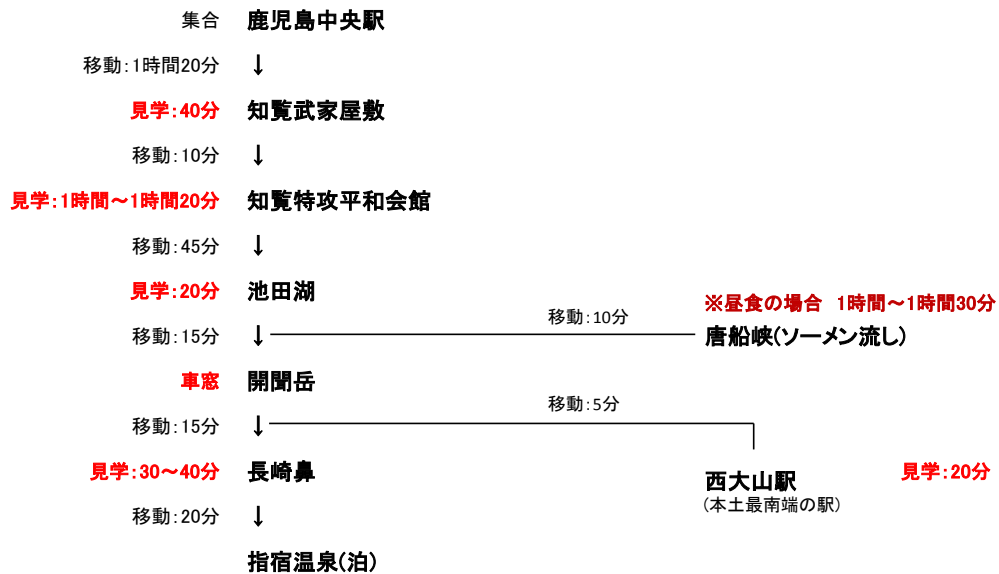 集合 鹿児島中央駅
移動:1時間20分 ↓
見学:40分 知覧武家屋敷
移動:10分 ↓
見学:1時間～1時間20分 知覧特攻平和会館
移動:45分 ↓
見学:20分 池田湖
※昼食の場合 1時間～1時間30分
移動:15分 ↓ 移動:10分 唐船峡(ソーメン流し)
車窓 開聞岳
移動:15分 ↓ 移動:5分
見学:30～40分 長崎鼻 西大山駅 見学:20分
(本土最南端の駅)
移動:20分 ↓
指宿温泉(泊)